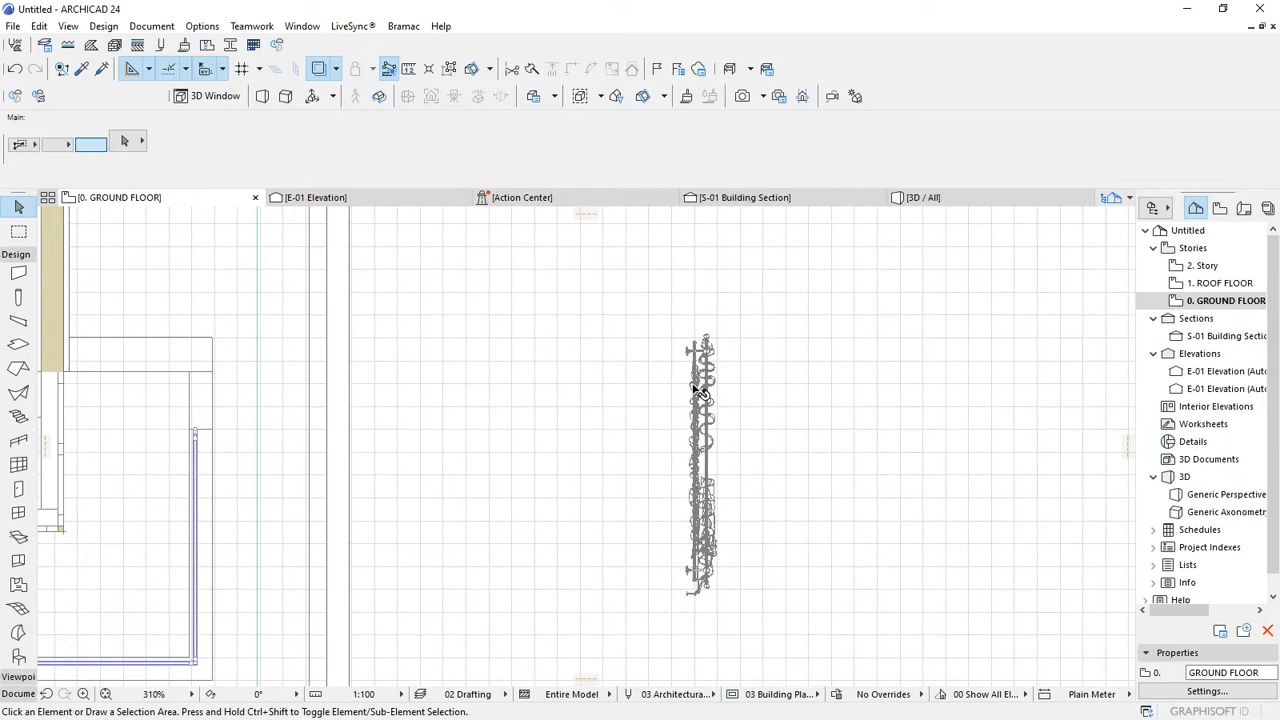 Untitled - ARCHICAD 24
File Edit View Design Document Options Teamwork Window LiveSync® Bramac Help
3D Window
Main:
[0. GROUND FLOOR] [E-01 Elevation] [Action Center] [S-01 Building Section] [3D / All]
Untitled
Stories
2. Story
1. ROOF FLOOR
Design
0. GROUND FLOOR
Sections
S-01 Building Sectio
Elevations
E-01 Elevation (Auto
E-01 Elevation (Auto
Interior Elevations
Worksheets
Details
3D Documents
3D
Generic Perspective
Generic Axonometr
Schedules
Project Indexes
Lists
Info
Help
Properties
0. GROUND FLOOR
Settings...
Viewpoi
Docume 310% 0° 1:100 02 Drafting Entire Model 03 Architectura... 03 Building Pla... No Overrides 00 Show All El... Plain Meter
Click an Element or Draw a Selection Area. Press and Hold Ctrl+Shift to Toggle Element/Sub-Element Selection.
GRAPHISOFT ID